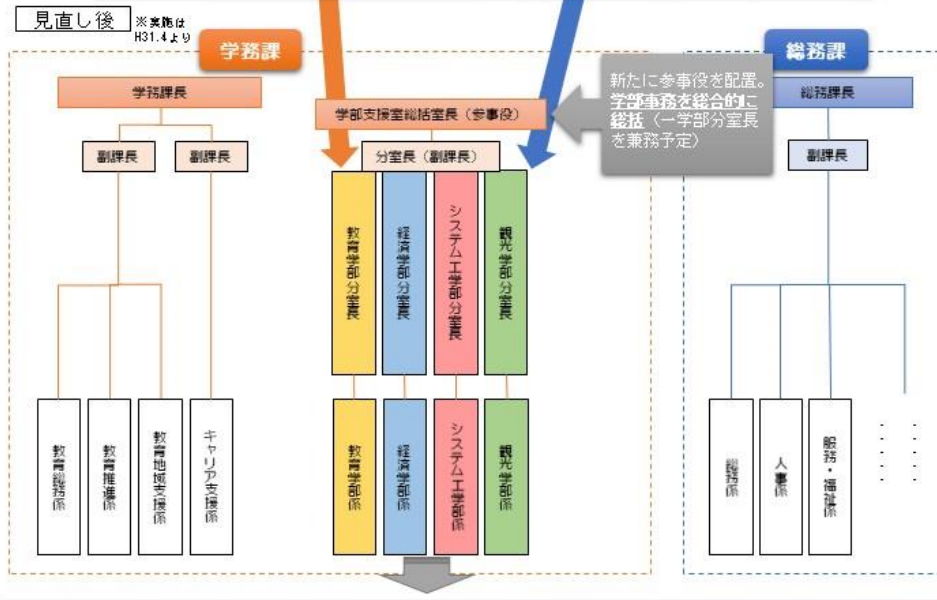 見直し後
※実施は
H31.4より
学務課
総務課
学務課長
副課長
副課長
学部支援室総括室長（参事役）
分室長（副課長）
新たに参事役を配置。
学部事務を総合的に
総括（一学部分室長
を兼務予定）
総務課長
副課長
教育学部分室長
経済学部分室長
システム工学部分室長
観光学部分室長
教育総務係
教育推進係
教育地域支援係
キャリア支援係
教育学部係
経済学部係
システム工学部係
観光学部係
総務係
人事係
服務・福祉係
・・・・・
・・・・・